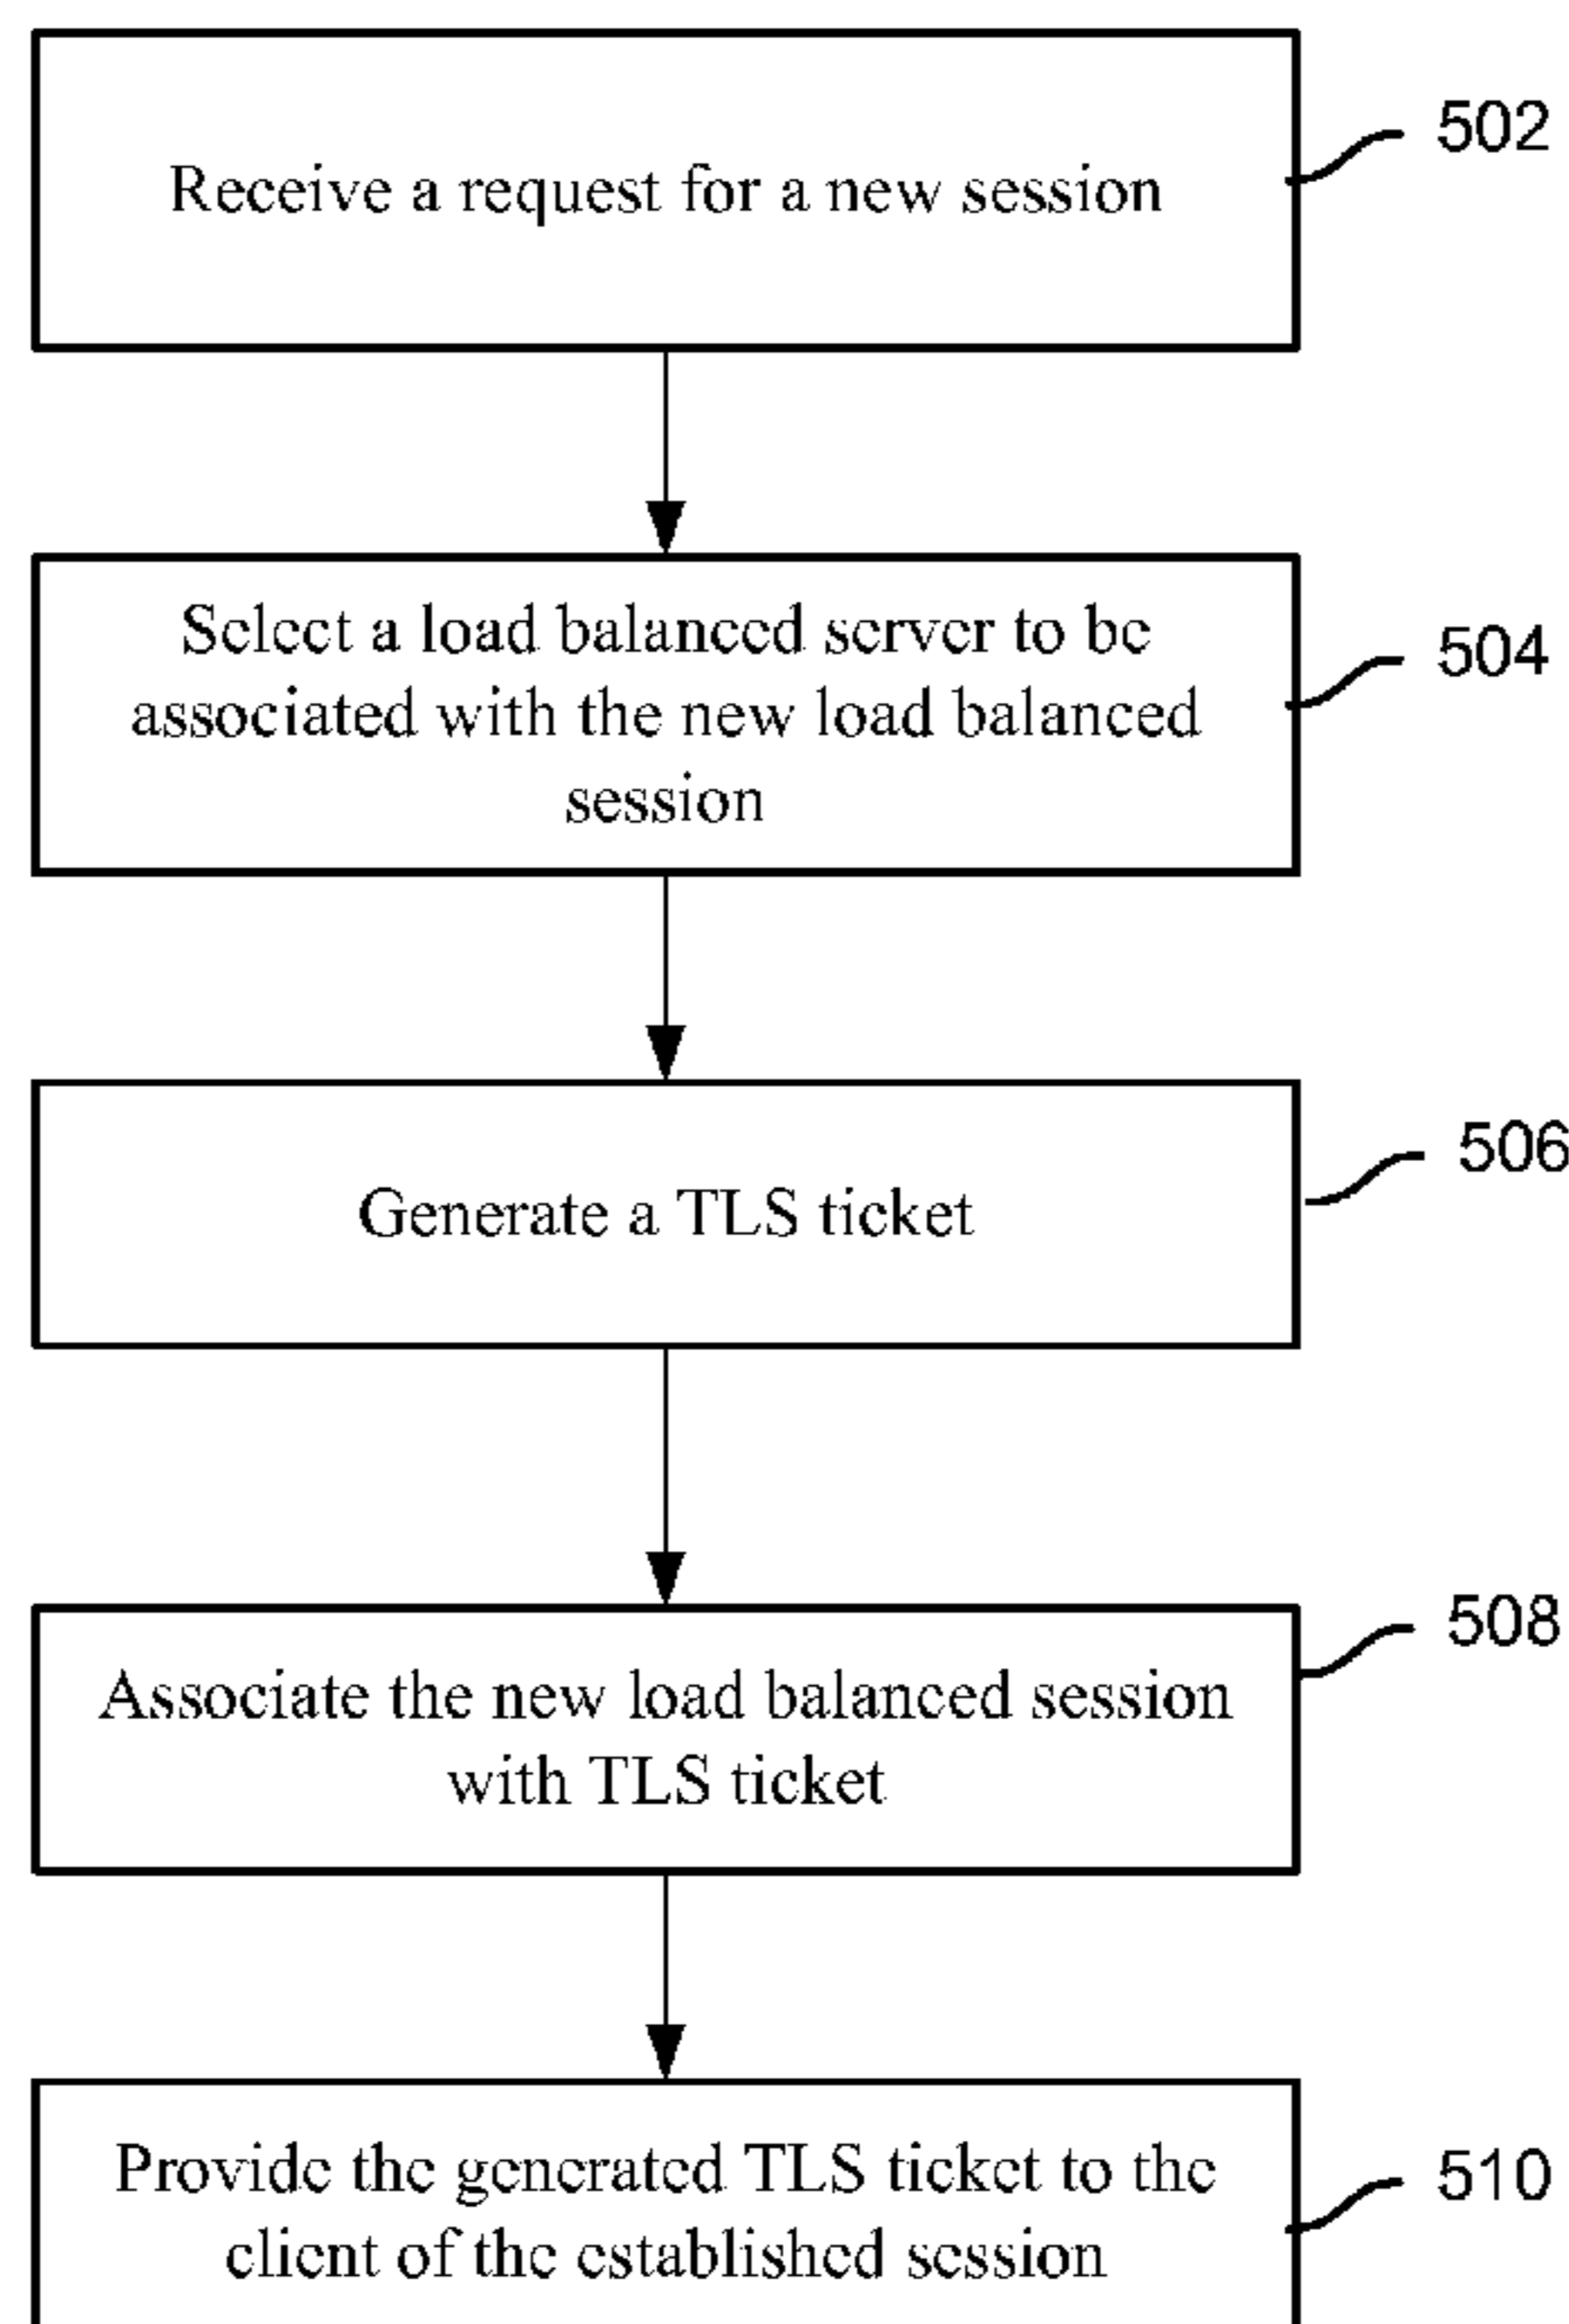 Receive a request for a new session
502
Select a load balanced server to be
associated with the new load balanced
session
504
Generate a TLS ticket
506
Associate the new load balanced session
with TLS ticket
508
Provide the generated TLS ticket to the
client of the established session
510